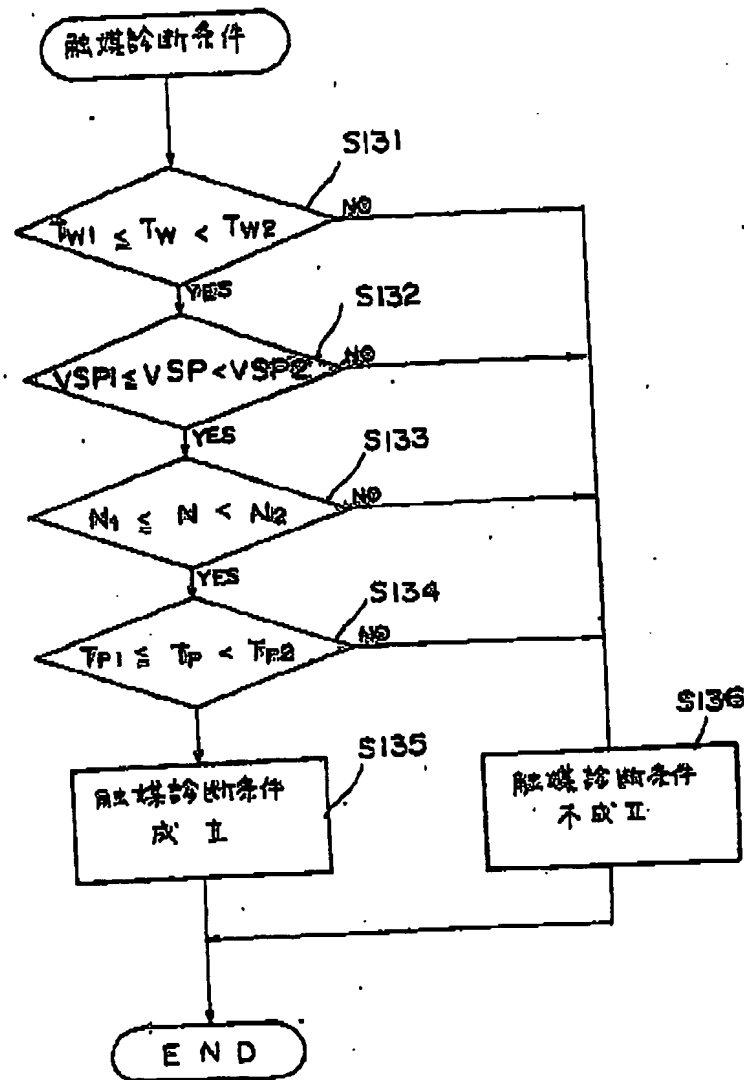 触媒診断条件
S131
TW1 ≦ TW < TW2
NO
YES
S132
VSP1 ≦ VSP < VSP2
NO
YES
S133
N1 ≦ N < N2
NO
YES
S134
TP1 ≦ TP < TP2
NO
S135
触媒診断条件
成立
S136
触媒診断条件
不成立
END